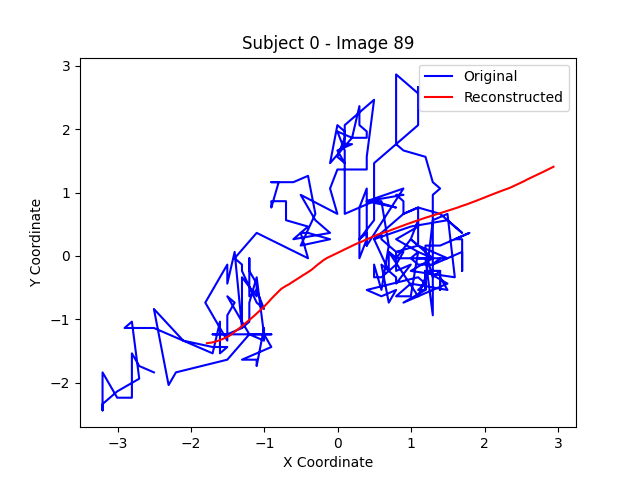 Subject 0 - Image 89
Original
Reconstructed
Y Coordinate
3
2
1
0
−1
−2
−3 −2 −1 0 1 2 3
X Coordinate